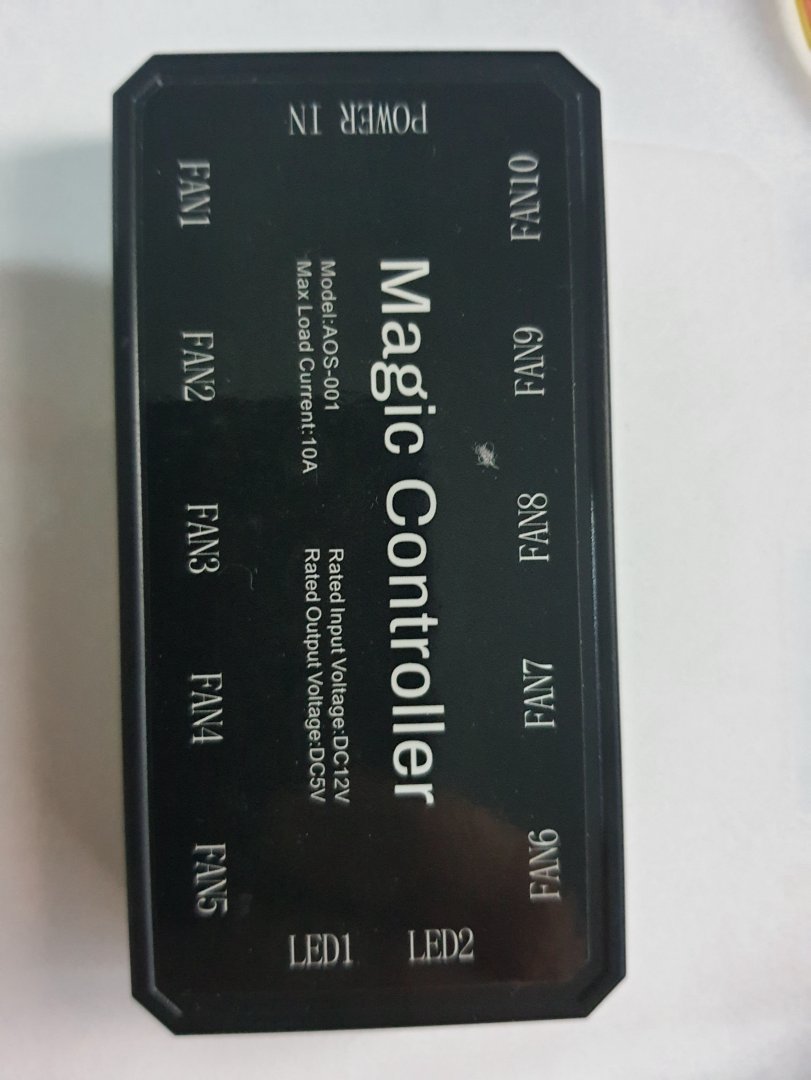 POWER IN
FAN10
FAN9
FAN8
FAN7
FAN6
Magic Controller
Model:AOS-001
Max Load Current:10A
Rated Input Voltage:DC12V
Rated Output Voltage:DC5V
FAN1
FAN2
FAN3
FAN4
FAN5
LED1
LED2